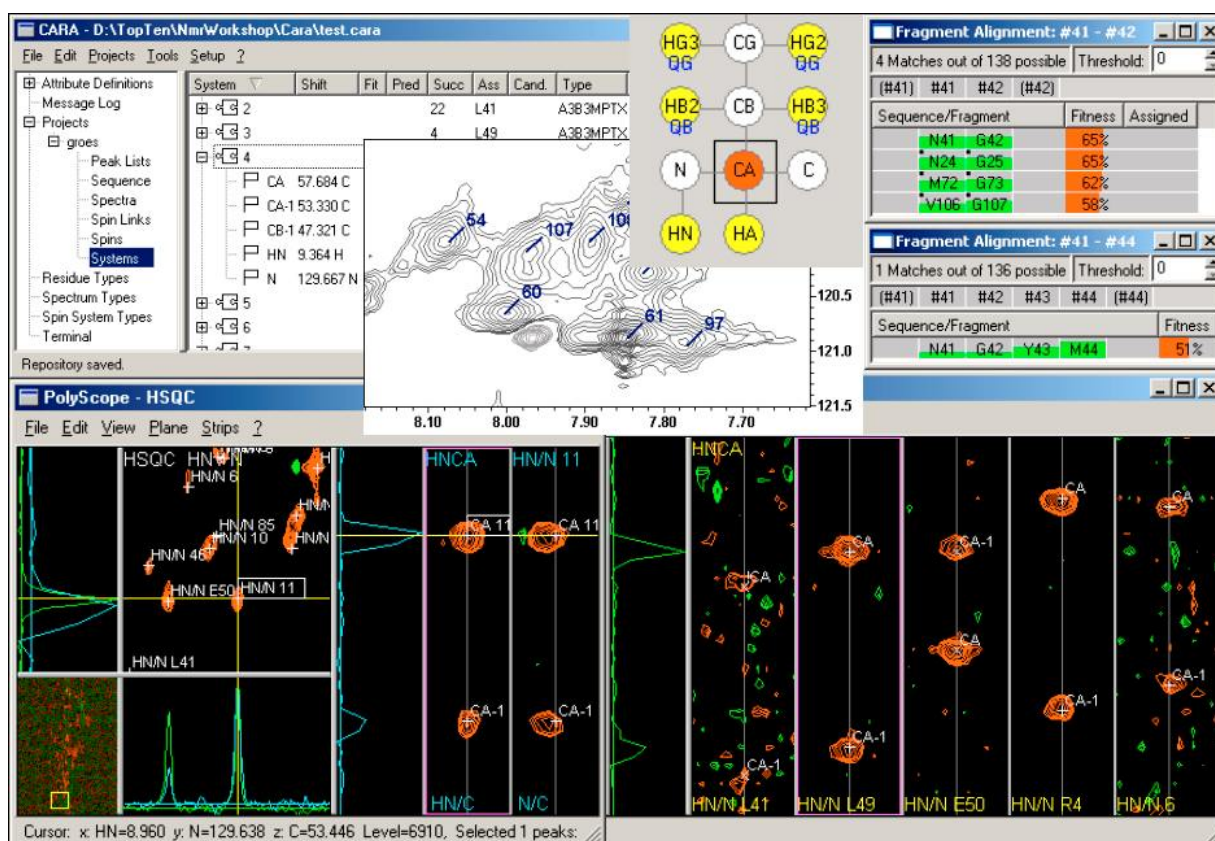 CARA - D:\TopTen\NmrWorkshop\Cara\test.cara
File Edit Projects Tools Setup ?
Attribute Definitions
Message Log
Projects
groes
Peak Lists
Sequence
Spectra
Spin Links
Spins
Systems
Residue Types
Spectrum Types
Spin System Types
Terminal
System Shift Fit Pred Succ Ass Cand. Type
2 22 L41 A3B3MPTX
3 4 L49 A3B3MPTX
4
CA 57.684 C
CA-1 53.330 C
CB-1 47.321 C
HN 9.364 H
N 129.667 N
5
6
Repository saved.
54
107
60
61
97
120.5
121.0
121.5
8.10 8.00 7.90 7.80 7.70
HG3 CG HG2
QG QG
HB2 CB HB3
QB QB
N CA C
HN HA
Fragment Alignment: #41 - #42
4 Matches out of 138 possible Threshold: 0
(#41) #41 #42 (#42)
Sequence/Fragment Fitness Assigned
N41 G42 65%
N24 G25 65%
M72 G73 62%
V106 G107 58%
Fragment Alignment: #41 - #44
1 Matches out of 136 possible Threshold: 0
(#41) #41 #42 #43 #44 (#44)
Sequence/Fragment Fitness
N41 G42 Y43 M44 51%
PolyScope - HSQC
File Edit View Plane Strips ?
HSQC
HN/N 6
HN/N 85
HN/N 10
HN/N 46
HN/N E50
HN/N 11
HN/N L41
HNCA HN/N 11
CA 11 CA 11
CA-1 CA-1
HN/C N/C
HNCA
CA CA CA-1 CA CA
CA-1 CA-1 CA CA-1 CA-1
HN/N L41 HN/N L49 HN/N E50 HN/N R4 HN/N 6
Cursor: x: HN=8.960 y: N=129.638 z: C=53.446 Level=6910, Selected 1 peaks: